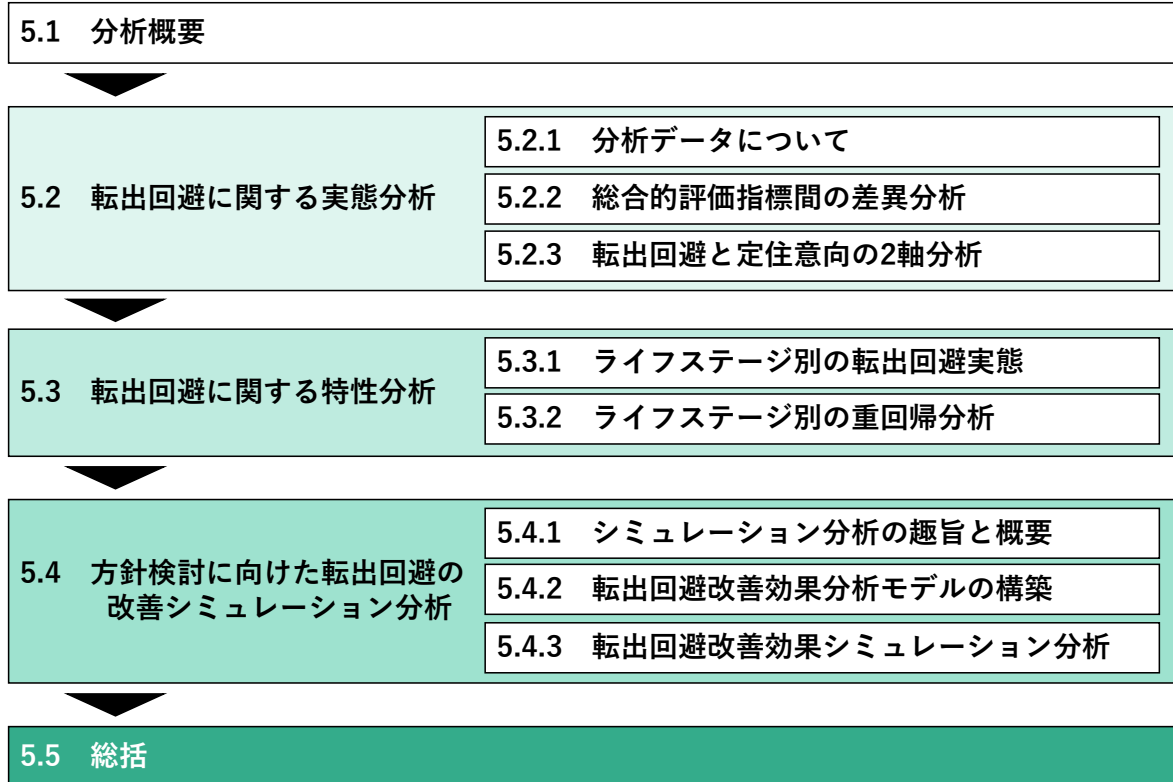 5.1 分析概要
5.2 転出回避に関する実態分析
5.2.1 分析データについて
5.2.2 総合的評価指標間の差異分析
5.2.3 転出回避と定住意向の2軸分析
5.3 転出回避に関する特性分析
5.3.1 ライフステージ別の転出回避実態
5.3.2 ライフステージ別の重回帰分析
5.4 方針検討に向けた転出回避の
改善シミュレーション分析
5.4.1 シミュレーション分析の趣旨と概要
5.4.2 転出回避改善効果分析モデルの構築
5.4.3 転出回避改善効果シミュレーション分析
5.5 総括